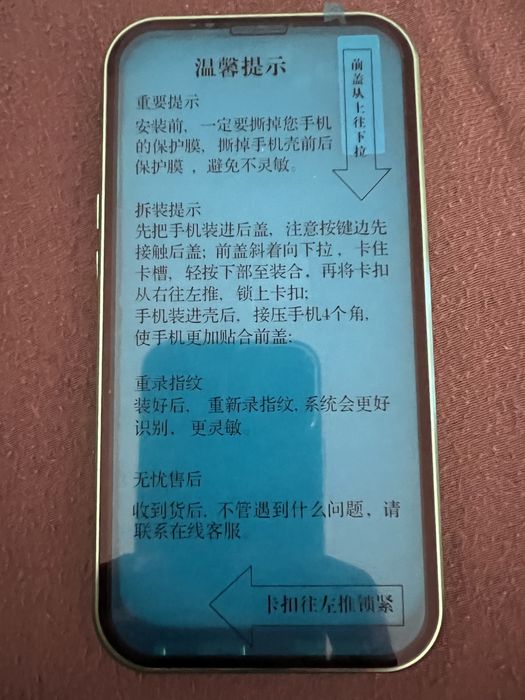 温馨提示
前盖从上往下拉
重要提示
安装前，一定要撕掉您手机
的保护膜，撕掉手机壳前后
保护膜，避免不灵敏。
拆装提示
先把手机装进后盖，注意按键边先
接触后盖；前盖斜着向下拉，卡住
卡槽，轻按下部至装合，再将卡扣
从右往左推，锁上卡扣；
手机装进壳后，接压手机4个角，
使手机更加贴合前盖；
重录指纹
装好后，重新录指纹，系统会更好
识别，更灵敏。
无忧售后
收到货后，不管遇到什么问题，请
联系在线客服。
卡扣往左推锁紧